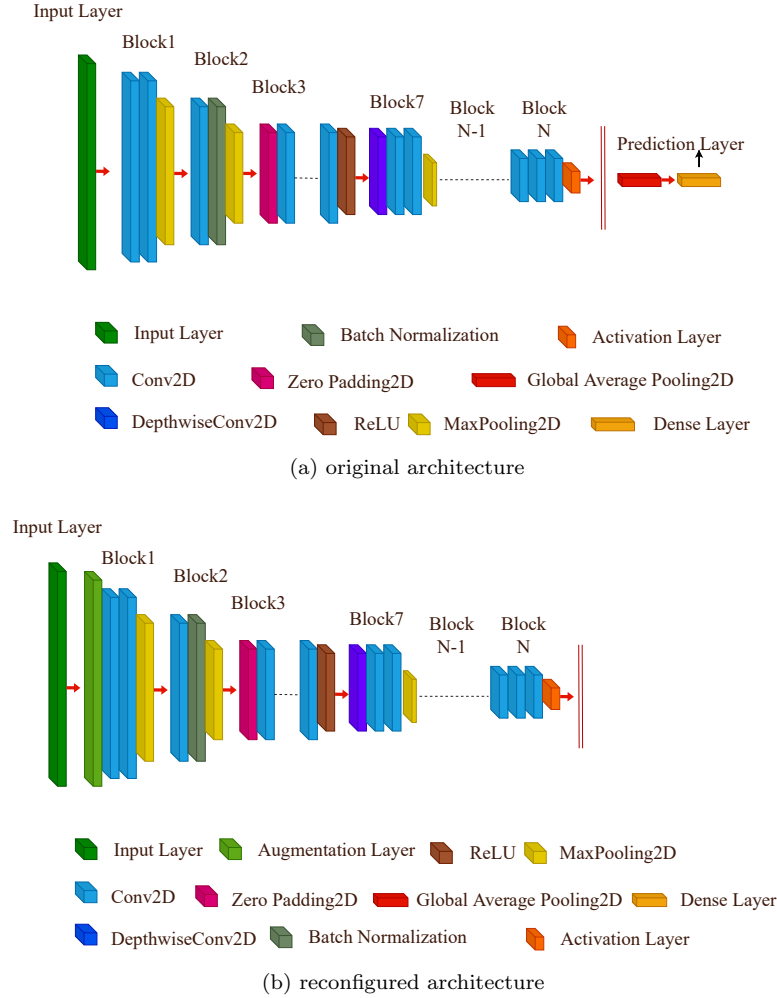 Input Layer
Block1
Block2
Block3
Block7
Block
N-1
Block
N
Prediction Layer
Input Layer
Batch Normalization
Activation Layer
Conv2D
Zero Padding2D
Global Average Pooling2D
DepthwiseConv2D
ReLU
MaxPooling2D
Dense Layer
(a) original architecture
Input Layer
Block1
Block2
Block3
Block7
Block
N-1
Block
N
Input Layer
Augmentation Layer
ReLU
MaxPooling2D
Conv2D
Zero Padding2D
Global Average Pooling2D
Dense Layer
DepthwiseConv2D
Batch Normalization
Activation Layer
(b) reconfigured architecture